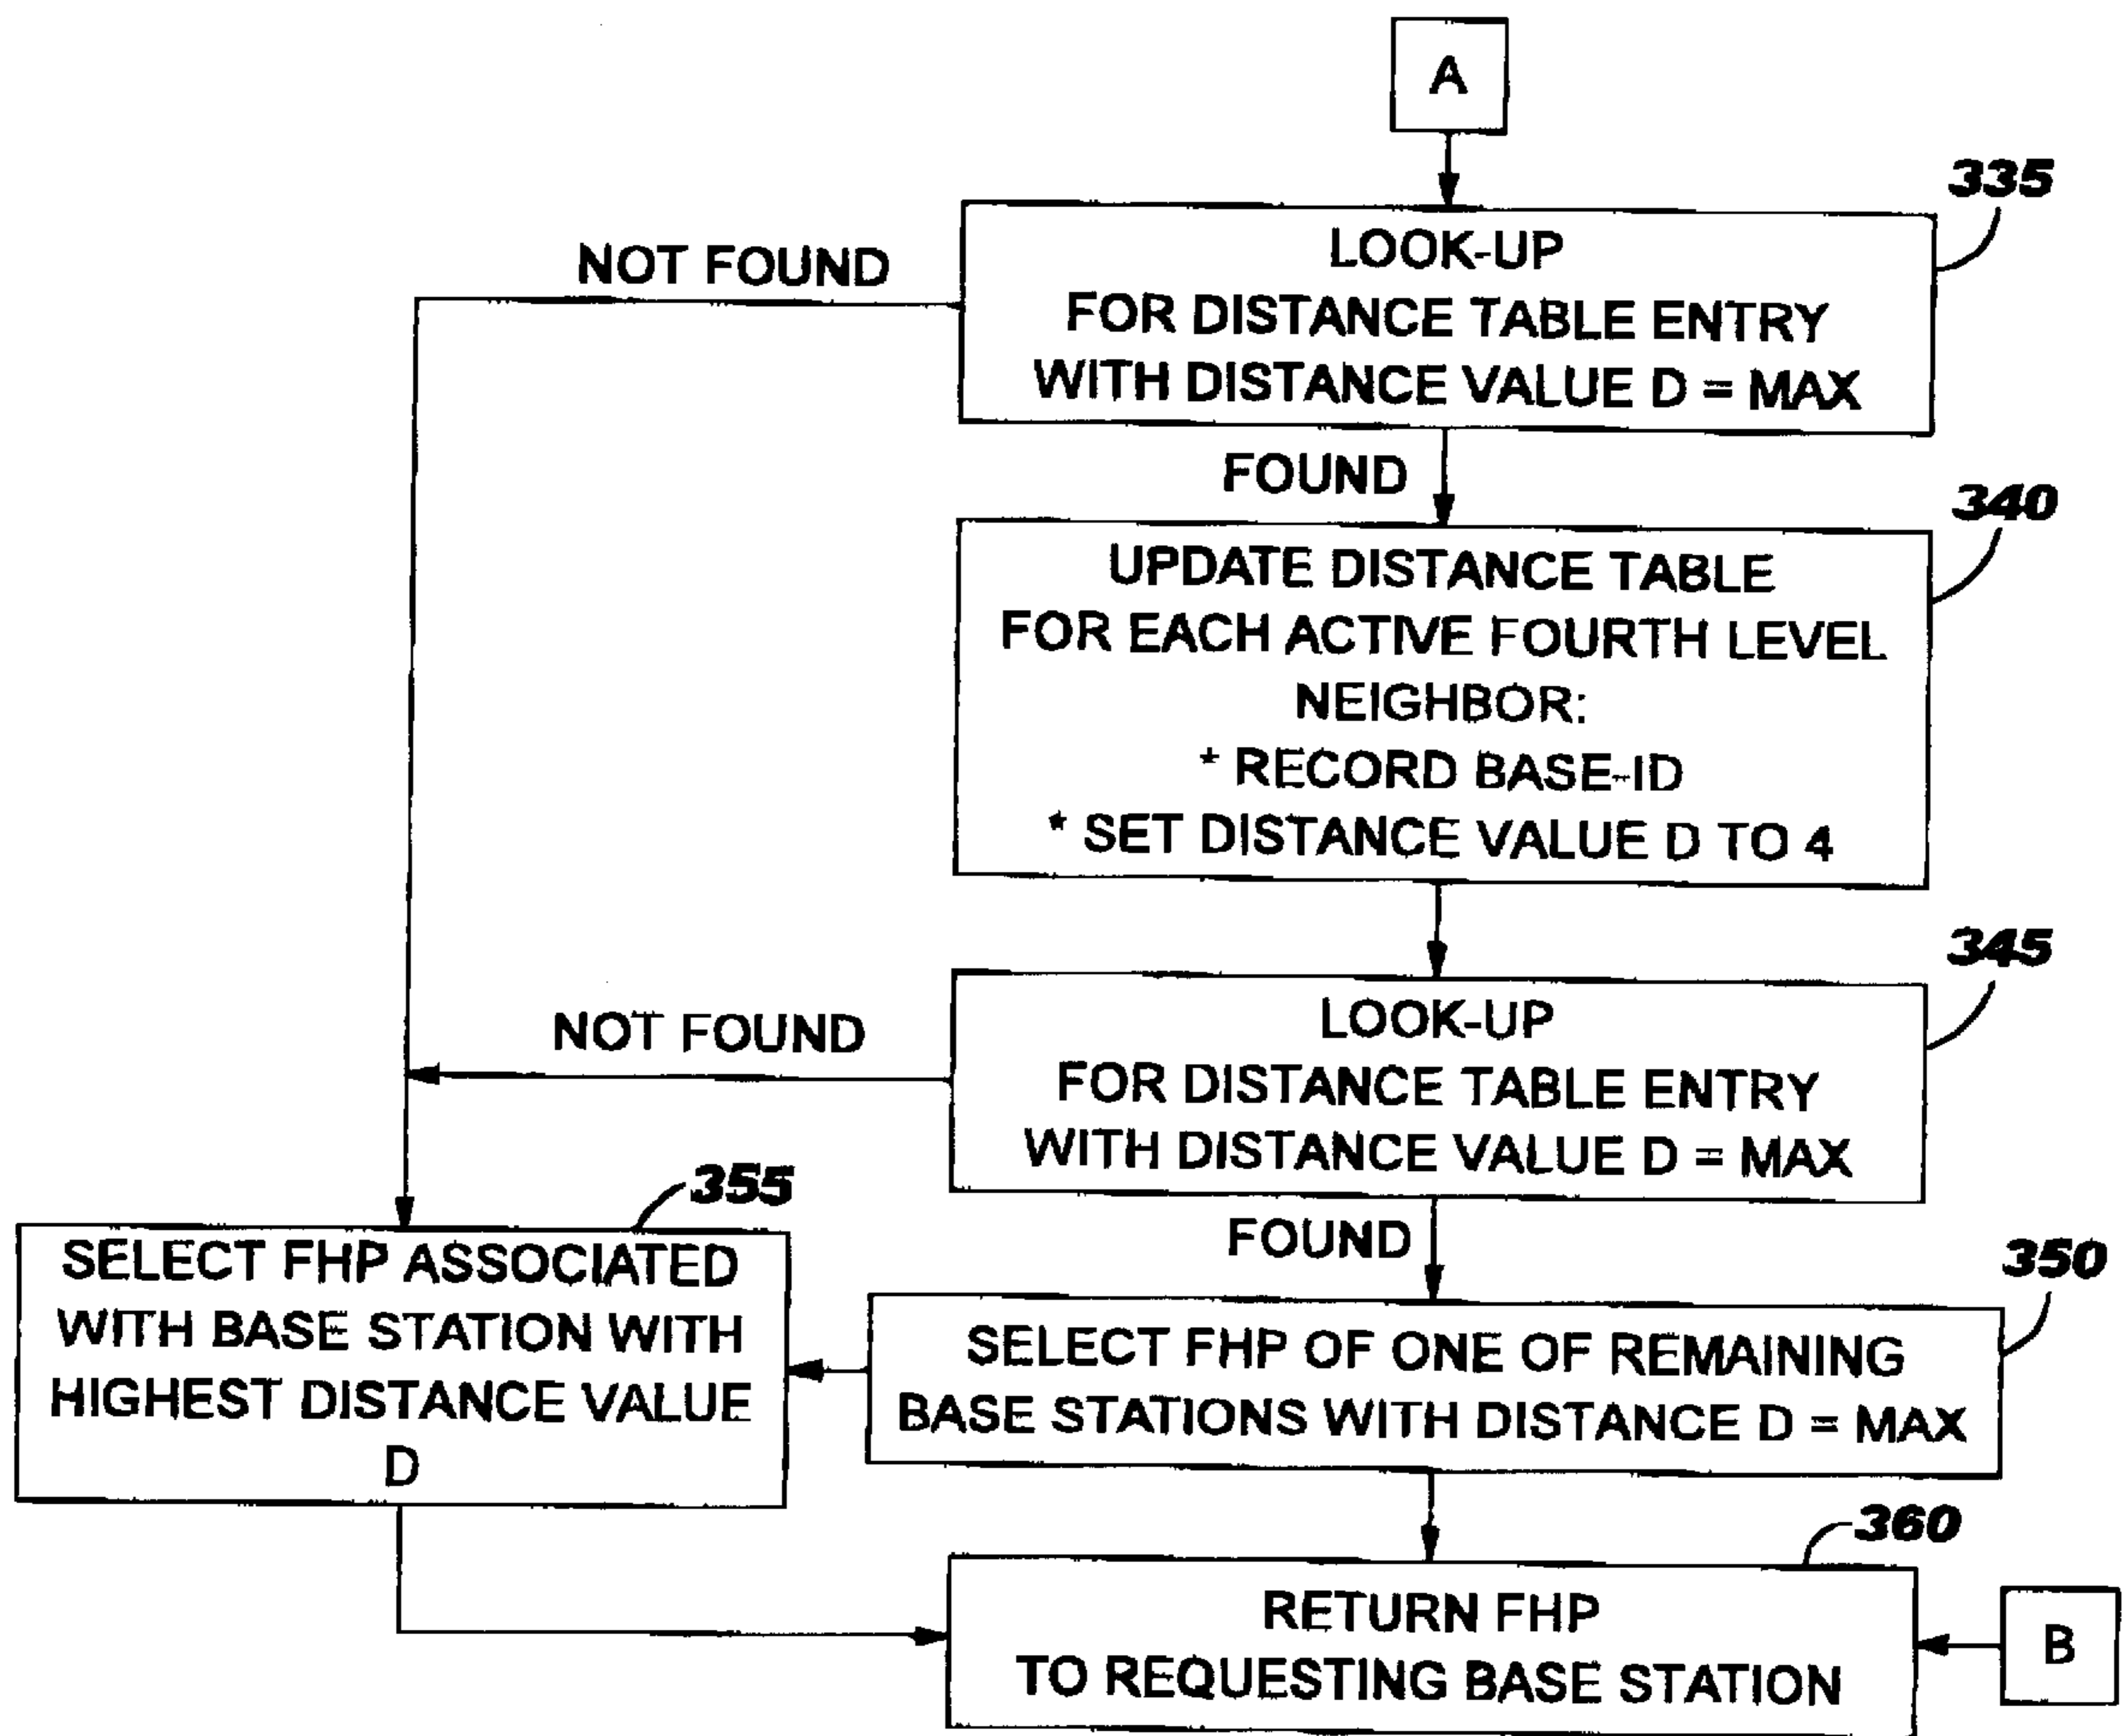 A
335
LOOK-UP
FOR DISTANCE TABLE ENTRY
WITH DISTANCE VALUE D = MAX
NOT FOUND
FOUND
340
UPDATE DISTANCE TABLE
FOR EACH ACTIVE FOURTH LEVEL
NEIGHBOR:
* RECORD BASE-ID
* SET DISTANCE VALUE D TO 4
345
LOOK-UP
FOR DISTANCE TABLE ENTRY
WITH DISTANCE VALUE D = MAX
NOT FOUND
FOUND
355
SELECT FHP ASSOCIATED
WITH BASE STATION WITH
HIGHEST DISTANCE VALUE
D
350
SELECT FHP OF ONE OF REMAINING
BASE STATIONS WITH DISTANCE D = MAX
360
RETURN FHP
TO REQUESTING BASE STATION
B